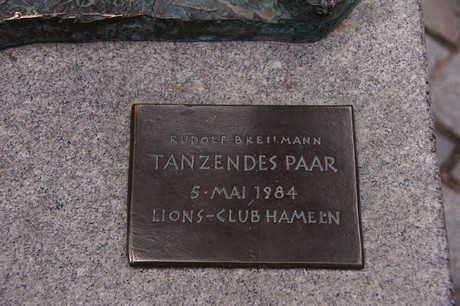 RUDOLF BREILMANN
TANZENDES PAAR
5·MAI 1984
LIONS-CLUB HAMELN